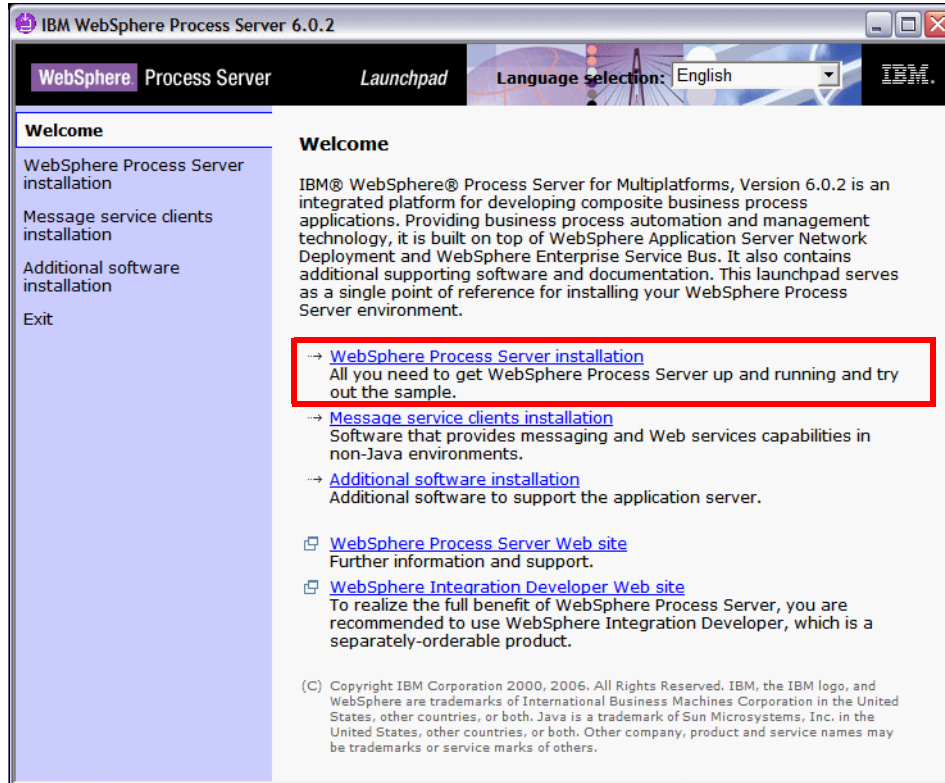 IBM WebSphere Process Server 6.0.2
WebSphere. Process Server
Launchpad
Language selection: English
IBM.
Welcome
WebSphere Process Server
installation
Message service clients
installation
Additional software
installation
Exit
Welcome
IBM® WebSphere® Process Server for Multiplatforms, Version 6.0.2 is an
integrated platform for developing composite business process
applications. Providing business process automation and management
technology, it is built on top of WebSphere Application Server Network
Deployment and WebSphere Enterprise Service Bus. It also contains
additional supporting software and documentation. This launchpad serves
as a single point of reference for installing your WebSphere Process
Server environment.
WebSphere Process Server installation
All you need to get WebSphere Process Server up and running and try
out the sample.
Message service clients installation
Software that provides messaging and Web services capabilities in
non-Java environments.
Additional software installation
Additional software to support the application server.
WebSphere Process Server Web site
Further information and support.
WebSphere Integration Developer Web site
To realize the full benefit of WebSphere Process Server, you are
recommended to use WebSphere Integration Developer, which is a
separately-orderable product.
(C) Copyright IBM Corporation 2000, 2006. All Rights Reserved. IBM, the IBM logo, and
WebSphere are trademarks of International Business Machines Corporation in the United
States, other countries, or both. Java is a trademark of Sun Microsystems, Inc. in the
United States, other countries, or both. Other company, product and service names may
be trademarks or service marks of others.